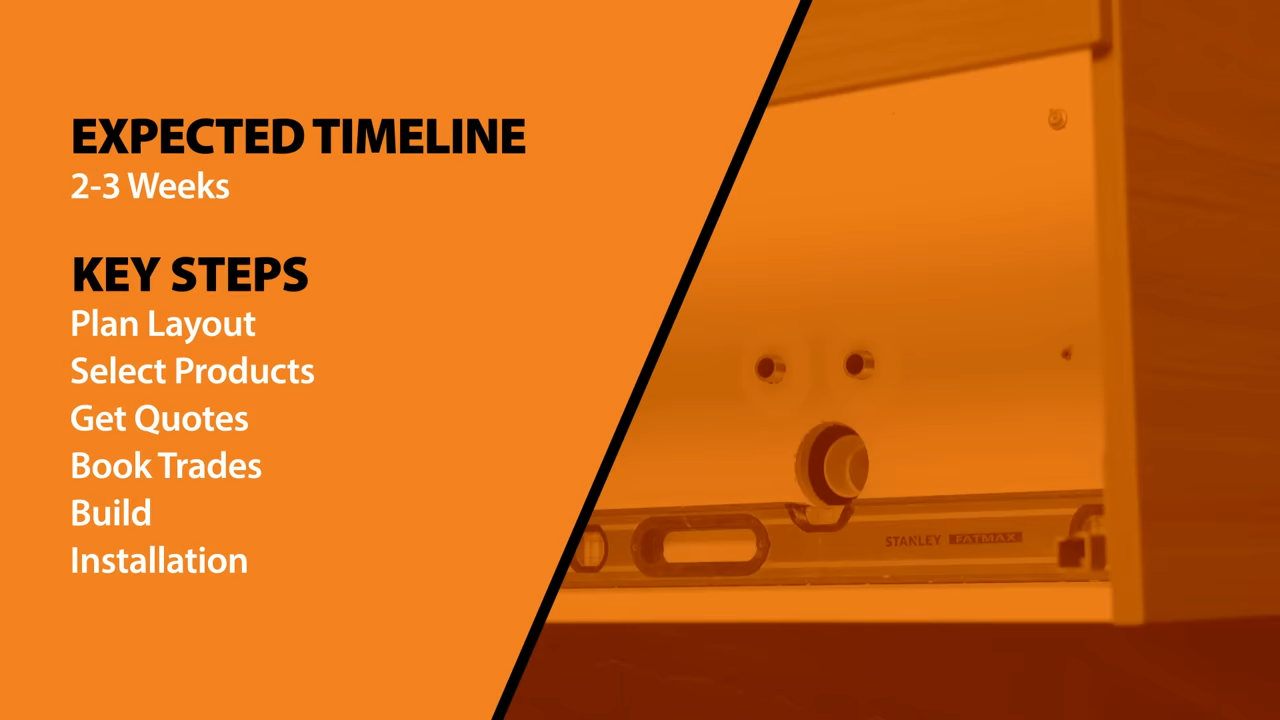 EXPECTED TIMELINE
2-3 Weeks
KEY STEPS
Plan Layout
Select Products
Get Quotes
Book Trades
Build
Installation
STANLEY FATMAX